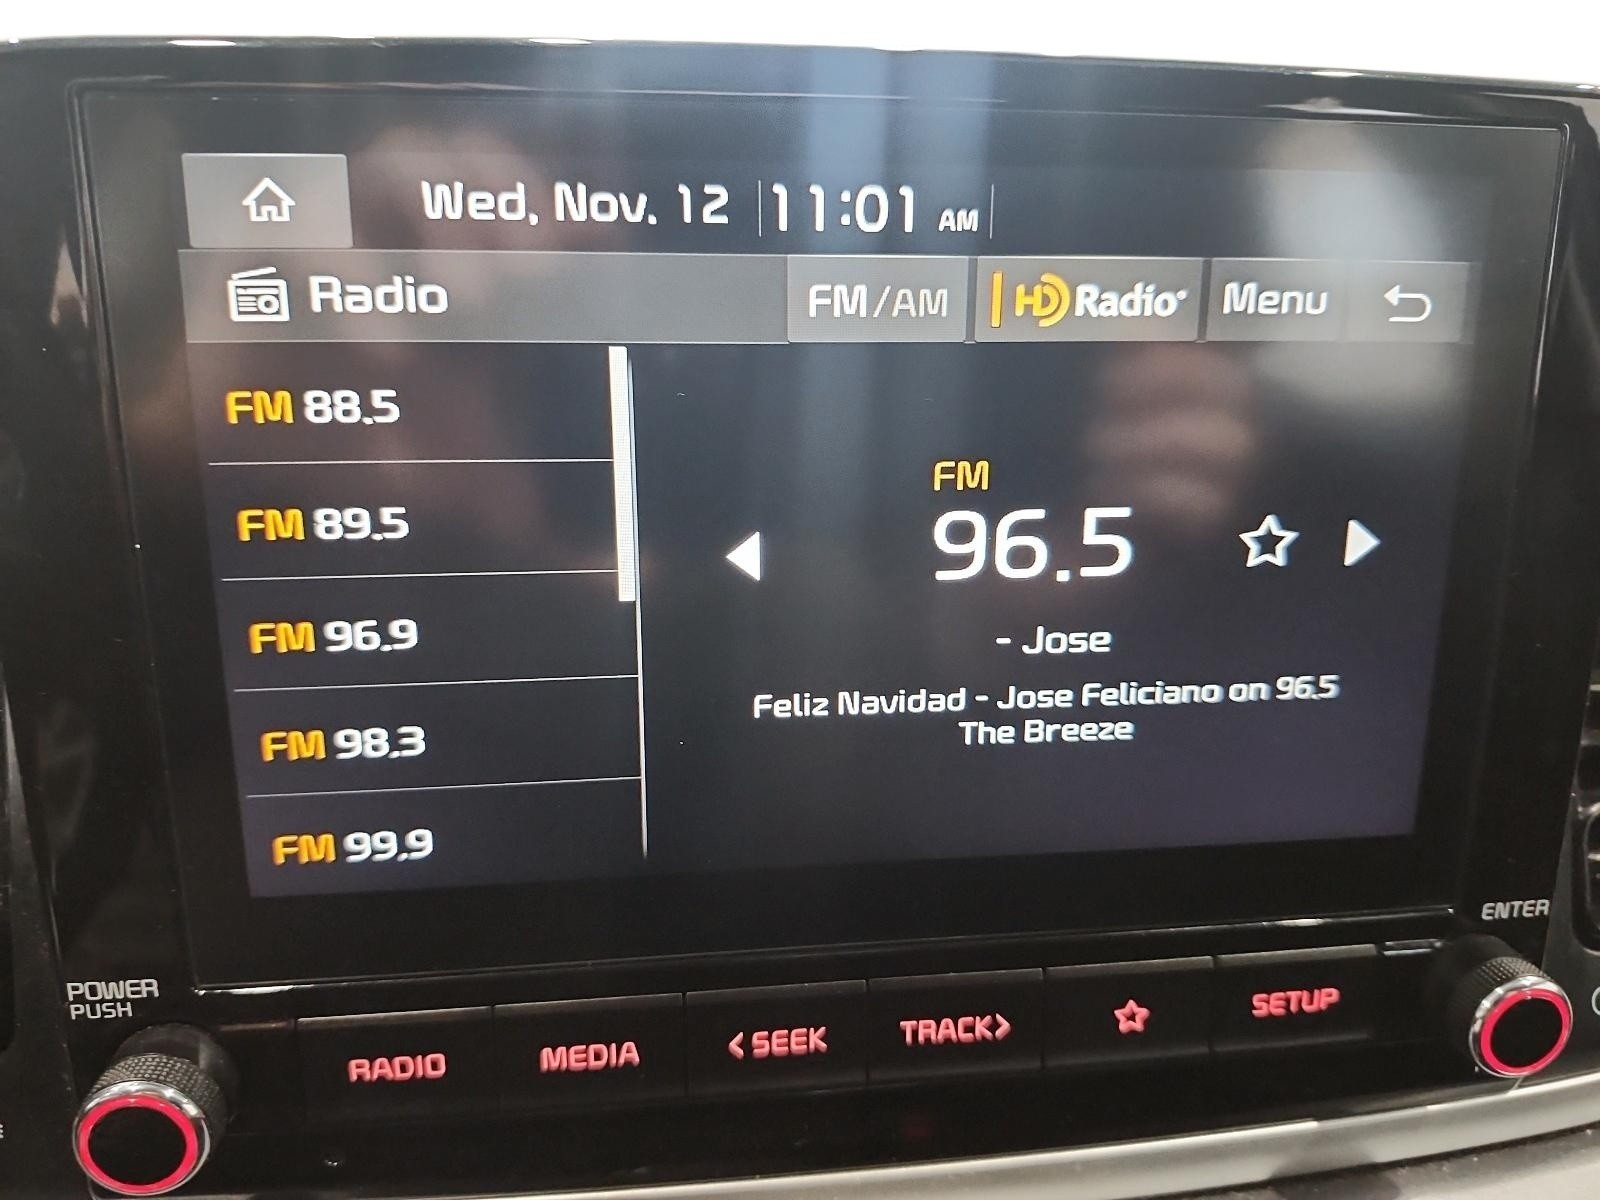 Wed, Nov. 12 11:01 AM
Radio FM/AM HD Radio Menu
FM 88.5
FM 89.5
FM 96.9
FM 98.3
FM 99.9
FM
96.5
- Jose
Feliz Navidad - Jose Feliciano on 96.5
The Breeze
ENTER
POWER
PUSH
RADIO MEDIA <SEEK TRACK> SETUP